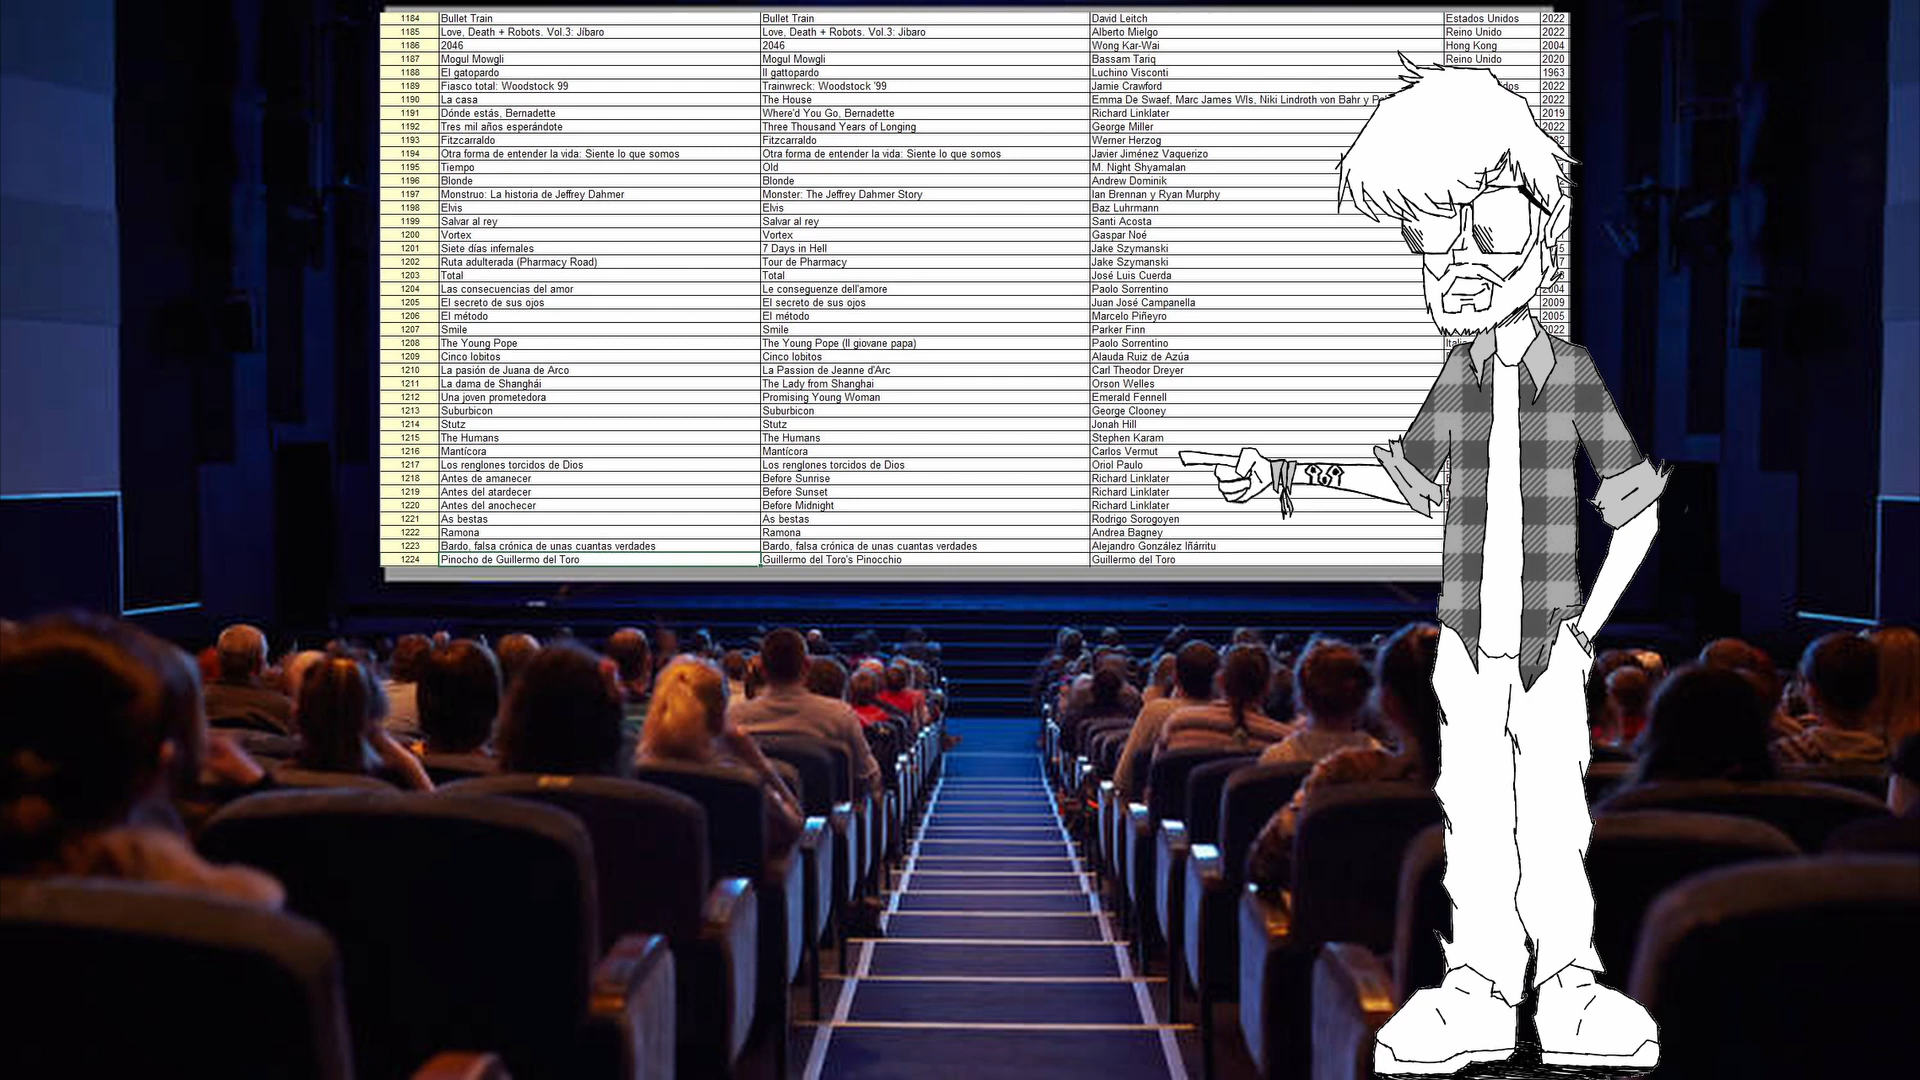 1184 Bullet Train Bullet Train David Leitch Estados Unidos 2022
1185 Love, Death + Robots. Vol.3: Jíbaro Love, Death + Robots. Vol.3: Jibaro Alberto Mielgo Reino Unido 2022
1186 2046 2046 Wong Kar-Wai Hong Kong 2004
1187 Mogul Mowgli Mogul Mowgli Bassam Tariq Reino Unido 2020
1188 El gatopardo Il gattopardo Luchino Visconti 1963
1189 Fiasco total: Woodstock 99 Trainwreck: Woodstock '99 Jamie Crawford dos 2022
1190 La casa The House Emma De Swaef, Marc James Wls, Niki Lindroth von Bahr y 2022
1191 Dónde estás, Bernadette Where'd You Go, Bernadette Richard Linklater 2019
1192 Tres mil años esperándote Three Thousand Years of Longing George Miller 2022
1193 Fitzcarraldo Fitzcarraldo Werner Herzog
1194 Otra forma de entender la vida: Siente lo que somos Otra forma de entender la vida: Siente lo que somos Javier Jiménez Vaquerizo
1195 Tiempo Old M. Night Shyamalan
1196 Blonde Blonde Andrew Dominik
1197 Monstruo: La historia de Jeffrey Dahmer Monster: The Jeffrey Dahmer Story Ian Brennan y Ryan Murphy
1198 Elvis Elvis Baz Luhrmann
1199 Salvar al rey Salvar al rey Santi Acosta
1200 Vortex Vortex Gaspar Noé
1201 Siete días infernales 7 Days in Hell Jake Szymanski
1202 Ruta adulterada (Pharmacy Road) Tour de Pharmacy Jake Szymanski
1203 Total Total José Luis Cuerda
1204 Las consecuencias del amor Le conseguenze dell'amore Paolo Sorrentino 2004
1205 El secreto de sus ojos El secreto de sus ojos Juan José Campanella 2009
1206 El método El método Marcelo Piñeyro 2005
1207 Smile Smile Parker Finn 2022
1208 The Young Pope The Young Pope (Il giovane papa) Paolo Sorrentino
1209 Cinco lobitos Cinco lobitos Alauda Ruiz de Azúa
1210 La pasión de Juana de Arco La Passion de Jeanne d'Arc Carl Theodor Dreyer
1211 La dama de Shanghái The Lady from Shanghai Orson Welles
1212 Una joven prometedora Promising Young Woman Emerald Fennell
1213 Suburbicon Suburbicon George Clooney
1214 Stutz Stutz Jonah Hill
1215 The Humans The Humans Stephen Karam
1216 Mantícora Mantícora Carlos Vermut
1217 Los renglones torcidos de Dios Los renglones torcidos de Dios Oriol Paulo
1218 Antes de amanecer Before Sunrise Richard Linklater
1219 Antes del atardecer Before Sunset Richard Linklater
1220 Antes del anochecer Before Midnight Richard Linklater
1221 As bestas As bestas Rodrigo Sorogoyen
1222 Ramona Ramona Andrea Bagney
1223 Bardo, falsa crónica de unas cuantas verdades Bardo, falsa crónica de unas cuantas verdades Alejandro González Iñárritu
1224 Pinocho de Guillermo del Toro Guillermo del Toro's Pinocchio Guillermo del Toro